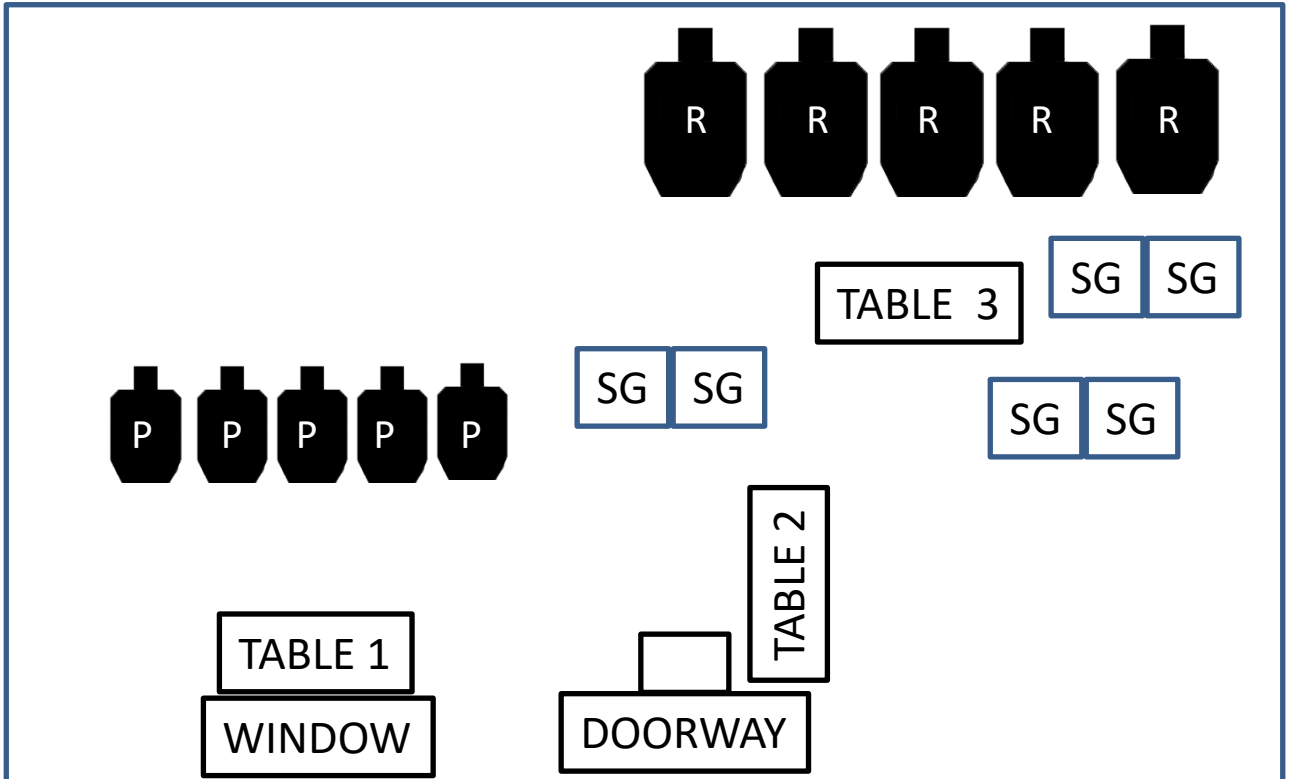 R R R R R
SG SG
TABLE  3
SG SG
SG SG
P P P P P
TABLE 2
TABLE 1
WINDOW
DOORWAY